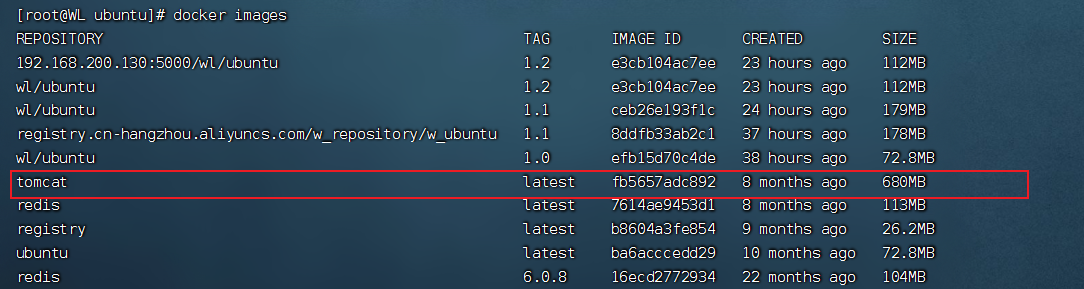 [root@WL ubuntu]# docker images
REPOSITORY TAG IMAGE ID CREATED SIZE
192.168.200.130:5000/wl/ubuntu 1.2 e3cb104ac7ee 23 hours ago 112MB
wl/ubuntu 1.2 e3cb104ac7ee 23 hours ago 112MB
wl/ubuntu 1.1 ceb26e193f1c 24 hours ago 179MB
registry.cn-hangzhou.aliyuncs.com/w_repository/w_ubuntu 1.1 8ddfb33ab2c1 37 hours ago 178MB
wl/ubuntu 1.0 efb15d70c4de 38 hours ago 72.8MB
tomcat latest fb5657adc892 8 months ago 680MB
redis latest 7614ae9453d1 8 months ago 113MB
registry latest b8604a3fe854 9 months ago 26.2MB
ubuntu latest ba6acccedd29 10 months ago 72.8MB
redis 6.0.8 16ecd2772934 22 months ago 104MB